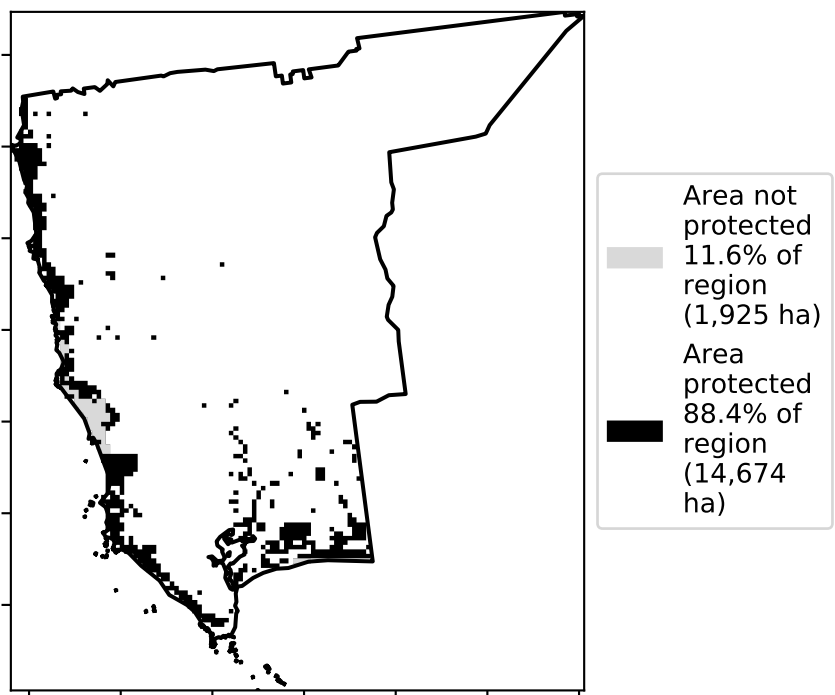 Area not
protected
11.6% of
region
(1,925 ha)
Area
protected
88.4% of
region
(14,674
ha)